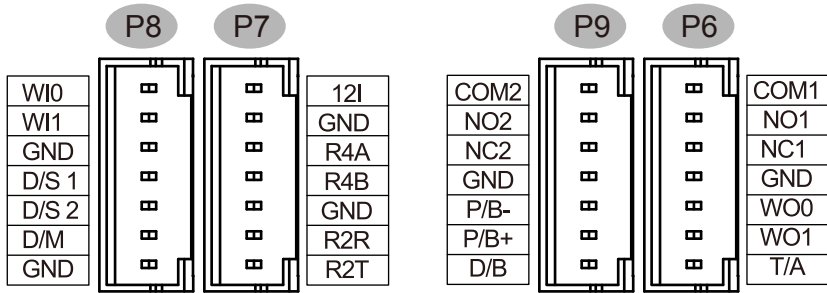 P8 P7 P9 P6
WI0 12I COM2 COM1
WI1 GND NO2 NO1
GND R4A NC2 NC1
D/S 1 R4B GND GND
D/S 2 GND P/B- WO0
D/M R2R P/B+ WO1
GND R2T D/B T/A